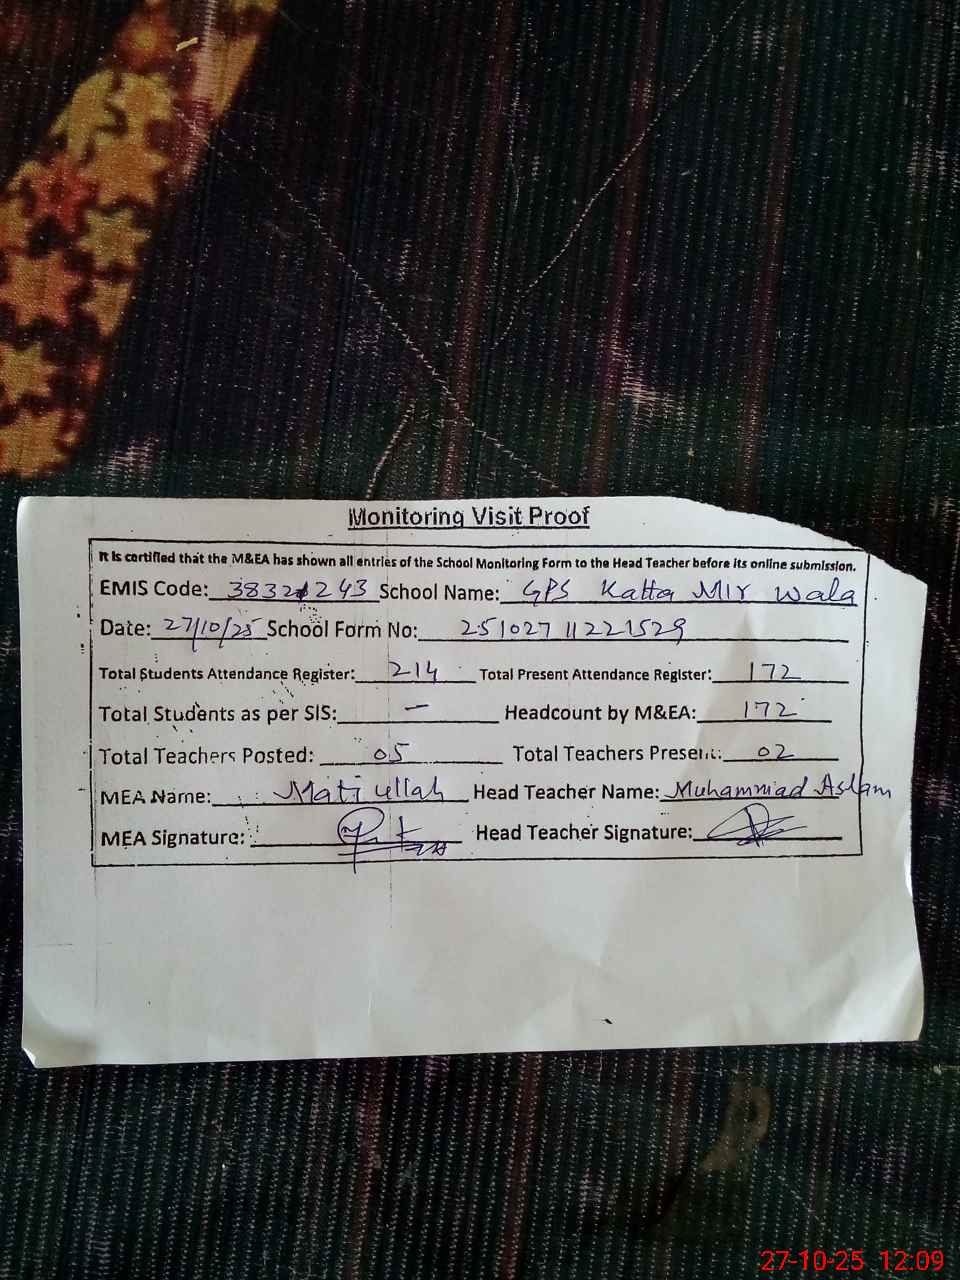 Monitoring Visit Proof
It is certified that the M&EA has shown all entries of the School Monitoring Form to the Head Teacher before its online submission.
EMIS Code: 3832 243 School Name: GPS Katta Mir Wala
Date: 27/10/25 School Form No: 251027 11221529
Total Students Attendance Register: 214 Total Present Attendance Register: 172
Total Students as per SIS: — Headcount by M&EA: 172
Total Teachers Posted: 05 Total Teachers Present: 02
MEA Name: Mati ullah Head Teacher Name: Muhammad Aslam
MEA Signature: Head Teacher Signature:
27-10-25 12:09